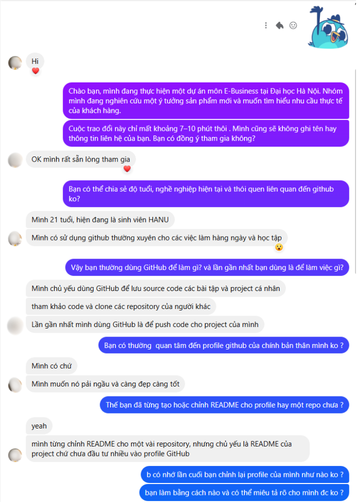 Hi
Chào bạn, mình đang thực hiện một dự án môn E-Business tại Đại học Hà Nội. Nhóm
mình đang nghiên cứu một ý tưởng sản phẩm mới và muốn tìm hiểu nhu cầu thực tế
của khách hàng.
Cuộc trao đổi này chỉ mất khoảng 7–10 phút thôi . Mình cũng sẽ không ghi tên hay
thông tin liên hệ của bạn. Bạn có đồng ý tham gia không?
OK mình rất sẵn lòng tham gia
Bạn có thể chia sẻ độ tuổi, nghề nghiệp hiện tại và thói quen liên quan đến github
ko?
Mình 21 tuổi, hiện đang là sinh viên HANU
Mình có sử dụng github thường xuyên cho các việc làm hàng ngày và học tập
Vậy bạn thường dùng GitHub để làm gì? và lần gần nhất bạn dùng là để làm việc gì?
Mình chủ yếu dùng GitHub để lưu source code các bài tập và project cá nhân
tham khảo code và clone các repository của người khác
Lần gần nhất mình dùng GitHub là để push code cho project của mình
Bạn có thường quan tâm đến profile github của chính bản thân mình ko ?
Mình có chứ
Mình muốn nó pải ngầu và càng đẹp càng tốt
Thế bạn đã từng tạo hoặc chỉnh README cho profile hay một repo chưa ?
yeah
mình từng chỉnh README cho một vài repository, nhưng chủ yếu là README của
project chứ chưa đầu tư nhiều vào profile GitHub
b có nhớ lần cuối bạn chỉnh lại profile của mình như nào ko ?
bạn làm bằng cách nào và có thể miêu tả rõ cho mình đc ko ?